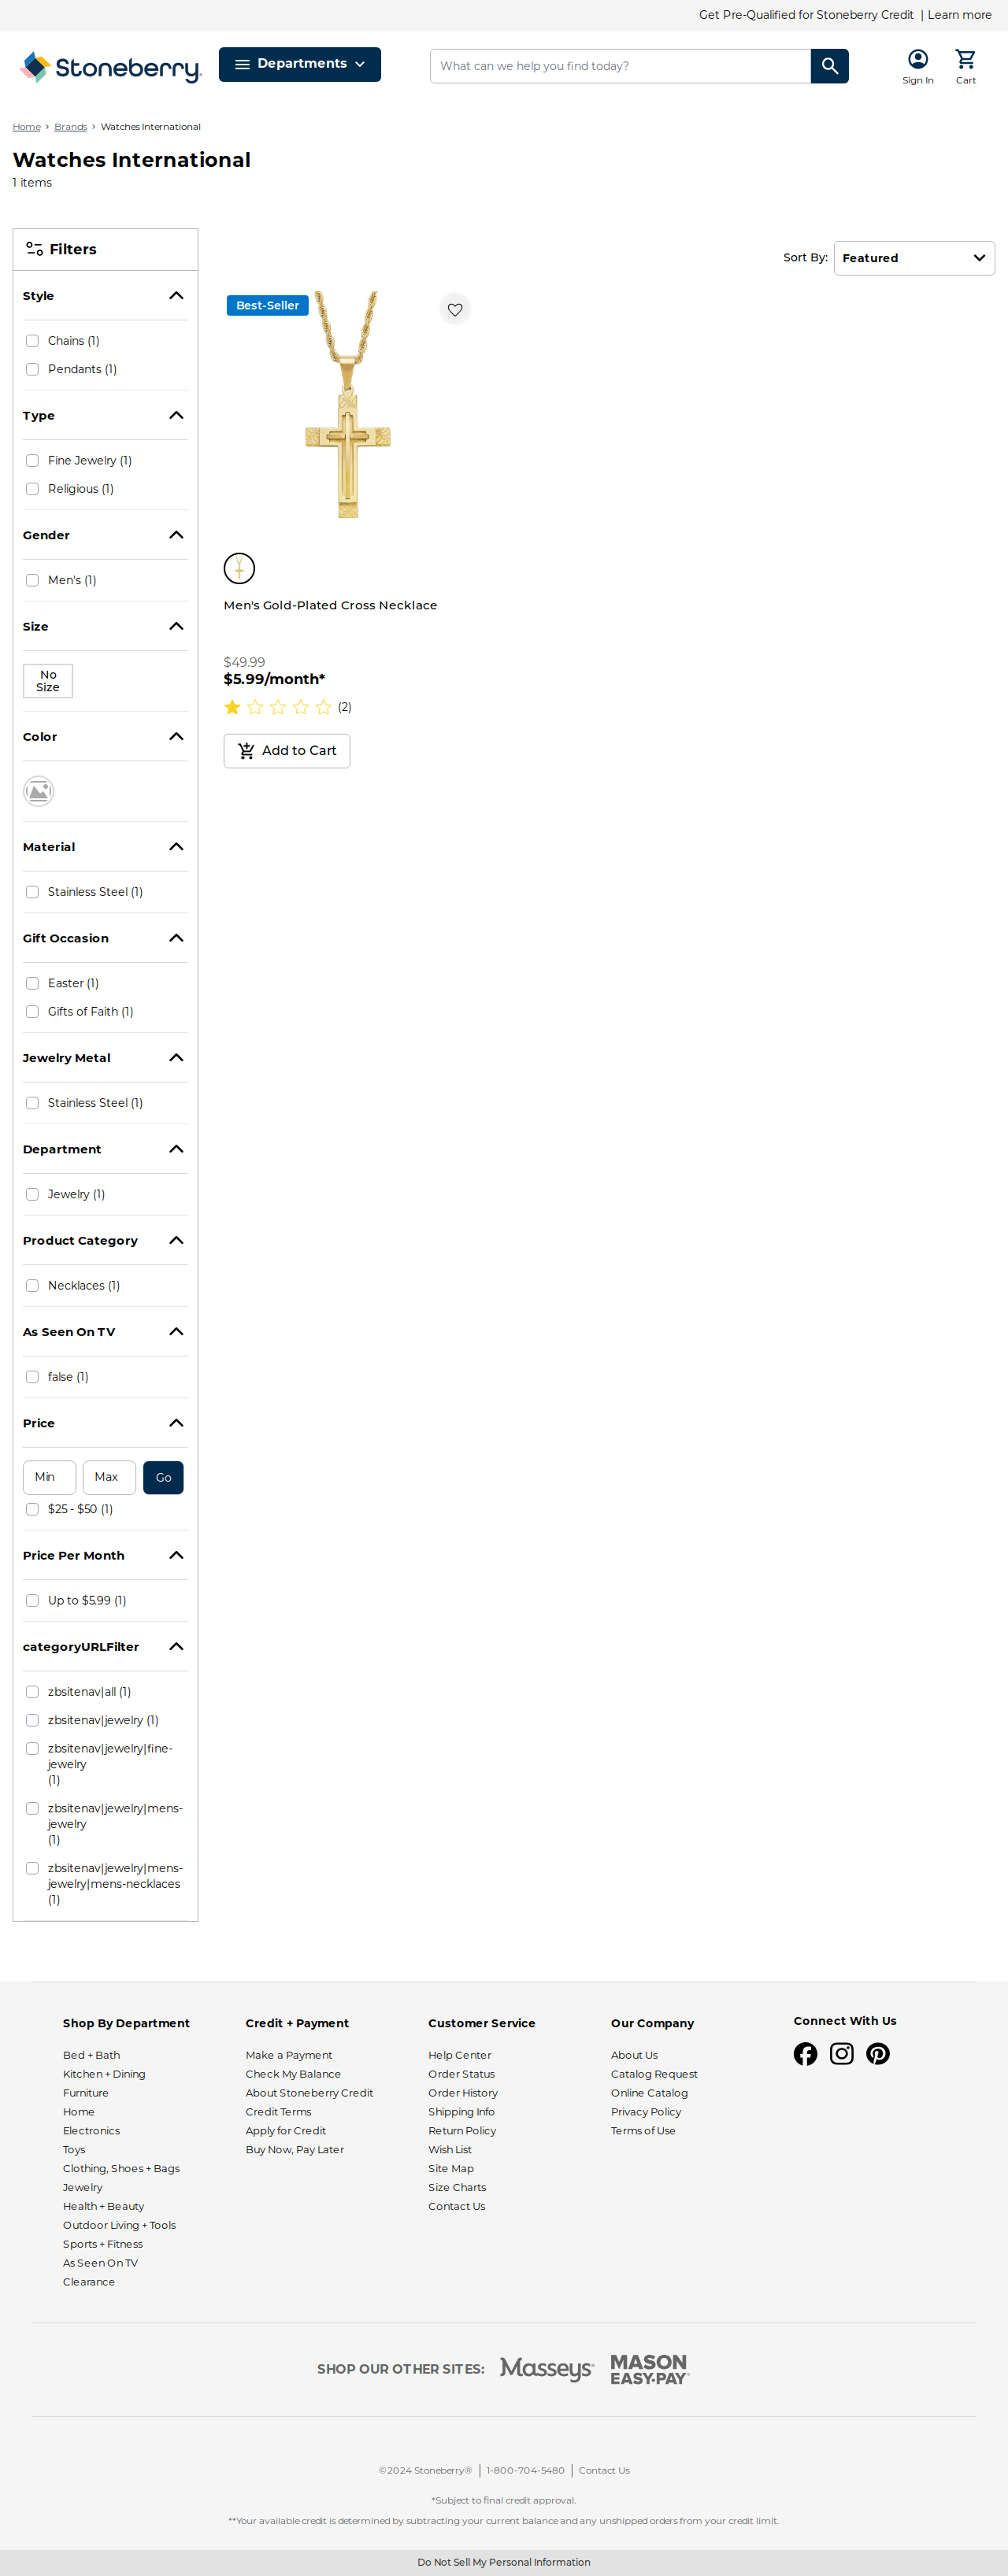 Get Pre-Qualified for Stoneberry Credit | Learn more
Stoneberry
Departments
What can we help you find today?
Sign In
Cart
Home › Brands › Watches International
Watches International
1 items
Filters
Sort By: Featured
Style
Chains (1)
Pendants (1)
Type
Fine Jewelry (1)
Religious (1)
Gender
Men's (1)
Size
No
Size
Color
Material
Stainless Steel (1)
Gift Occasion
Easter (1)
Gifts of Faith (1)
Jewelry Metal
Stainless Steel (1)
Department
Jewelry (1)
Product Category
Necklaces (1)
As Seen On TV
false (1)
Price
Min Max Go
$25 - $50 (1)
Price Per Month
Up to $5.99 (1)
categoryURLFilter
zbsitenav|all (1)
zbsitenav|jewelry (1)
zbsitenav|jewelry|fine-
jewelry
(1)
zbsitenav|jewelry|mens-
jewelry
(1)
zbsitenav|jewelry|mens-
jewelry|mens-necklaces
(1)
Best-Seller
Men's Gold-Plated Cross Necklace
$49.99
$5.99/month*
(2)
Add to Cart
Shop By Department
Bed + Bath
Kitchen + Dining
Furniture
Home
Electronics
Toys
Clothing, Shoes + Bags
Jewelry
Health + Beauty
Outdoor Living + Tools
Sports + Fitness
As Seen On TV
Clearance
Credit + Payment
Make a Payment
Check My Balance
About Stoneberry Credit
Credit Terms
Apply for Credit
Buy Now, Pay Later
Customer Service
Help Center
Order Status
Order History
Shipping Info
Return Policy
Wish List
Site Map
Size Charts
Contact Us
Our Company
About Us
Catalog Request
Online Catalog
Privacy Policy
Terms of Use
Connect With Us
SHOP OUR OTHER SITES:
Masseys
MASON
EASY•PAY
©2024 Stoneberry® | 1-800-704-5480 | Contact Us
*Subject to final credit approval.
**Your available credit is determined by subtracting your current balance and any unshipped orders from your credit limit.
Do Not Sell My Personal Information